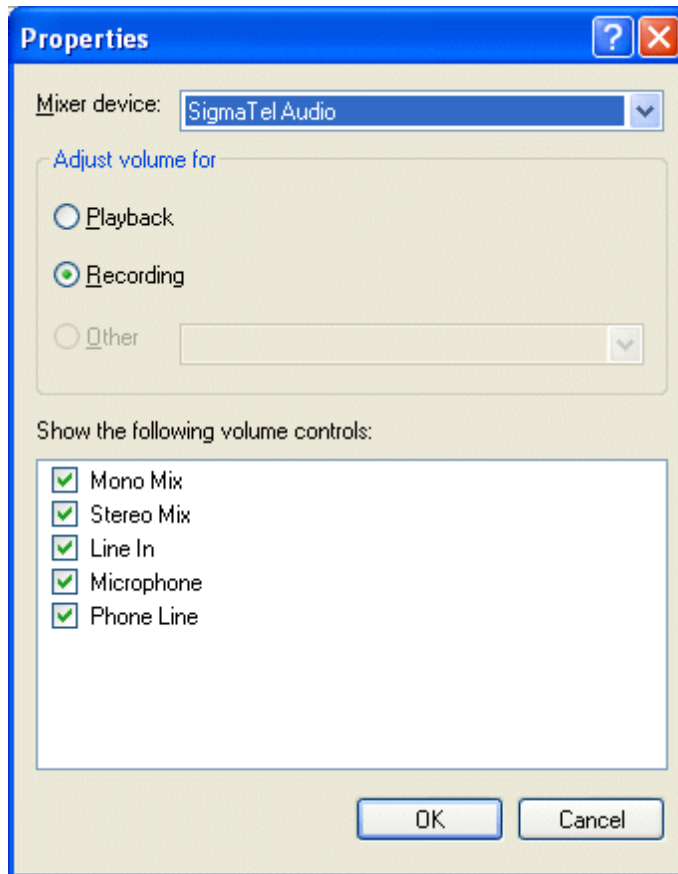 Properties
Mixer device: SigmaTel Audio
Adjust volume for
Playback
Recording
Other
Show the following volume controls:
Mono Mix
Stereo Mix
Line In
Microphone
Phone Line
OK Cancel